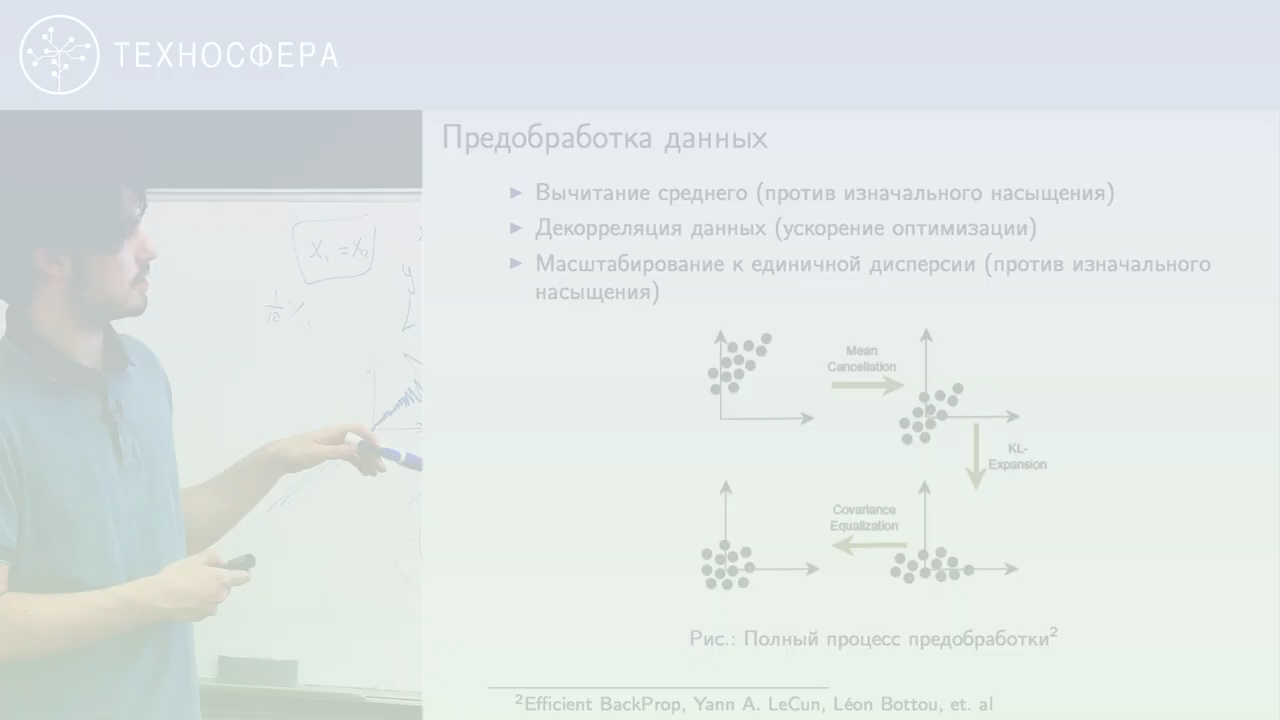 ТЕХНОСФЕРА
Предобработка данных
Вычитание среднего (против изначального насыщения)
Декорреляция данных (ускорение оптимизации)
Масштабирование к единичной дисперсии (против изначального
насыщения)
X₁ = X₂
y
1/10
Mean
Cancellation
KL-
Expansion
Covariance
Equalization
Рис.: Полный процесс предобработки²
²Efficient BackProp, Yann A. LeCun, Léon Bottou, et. al